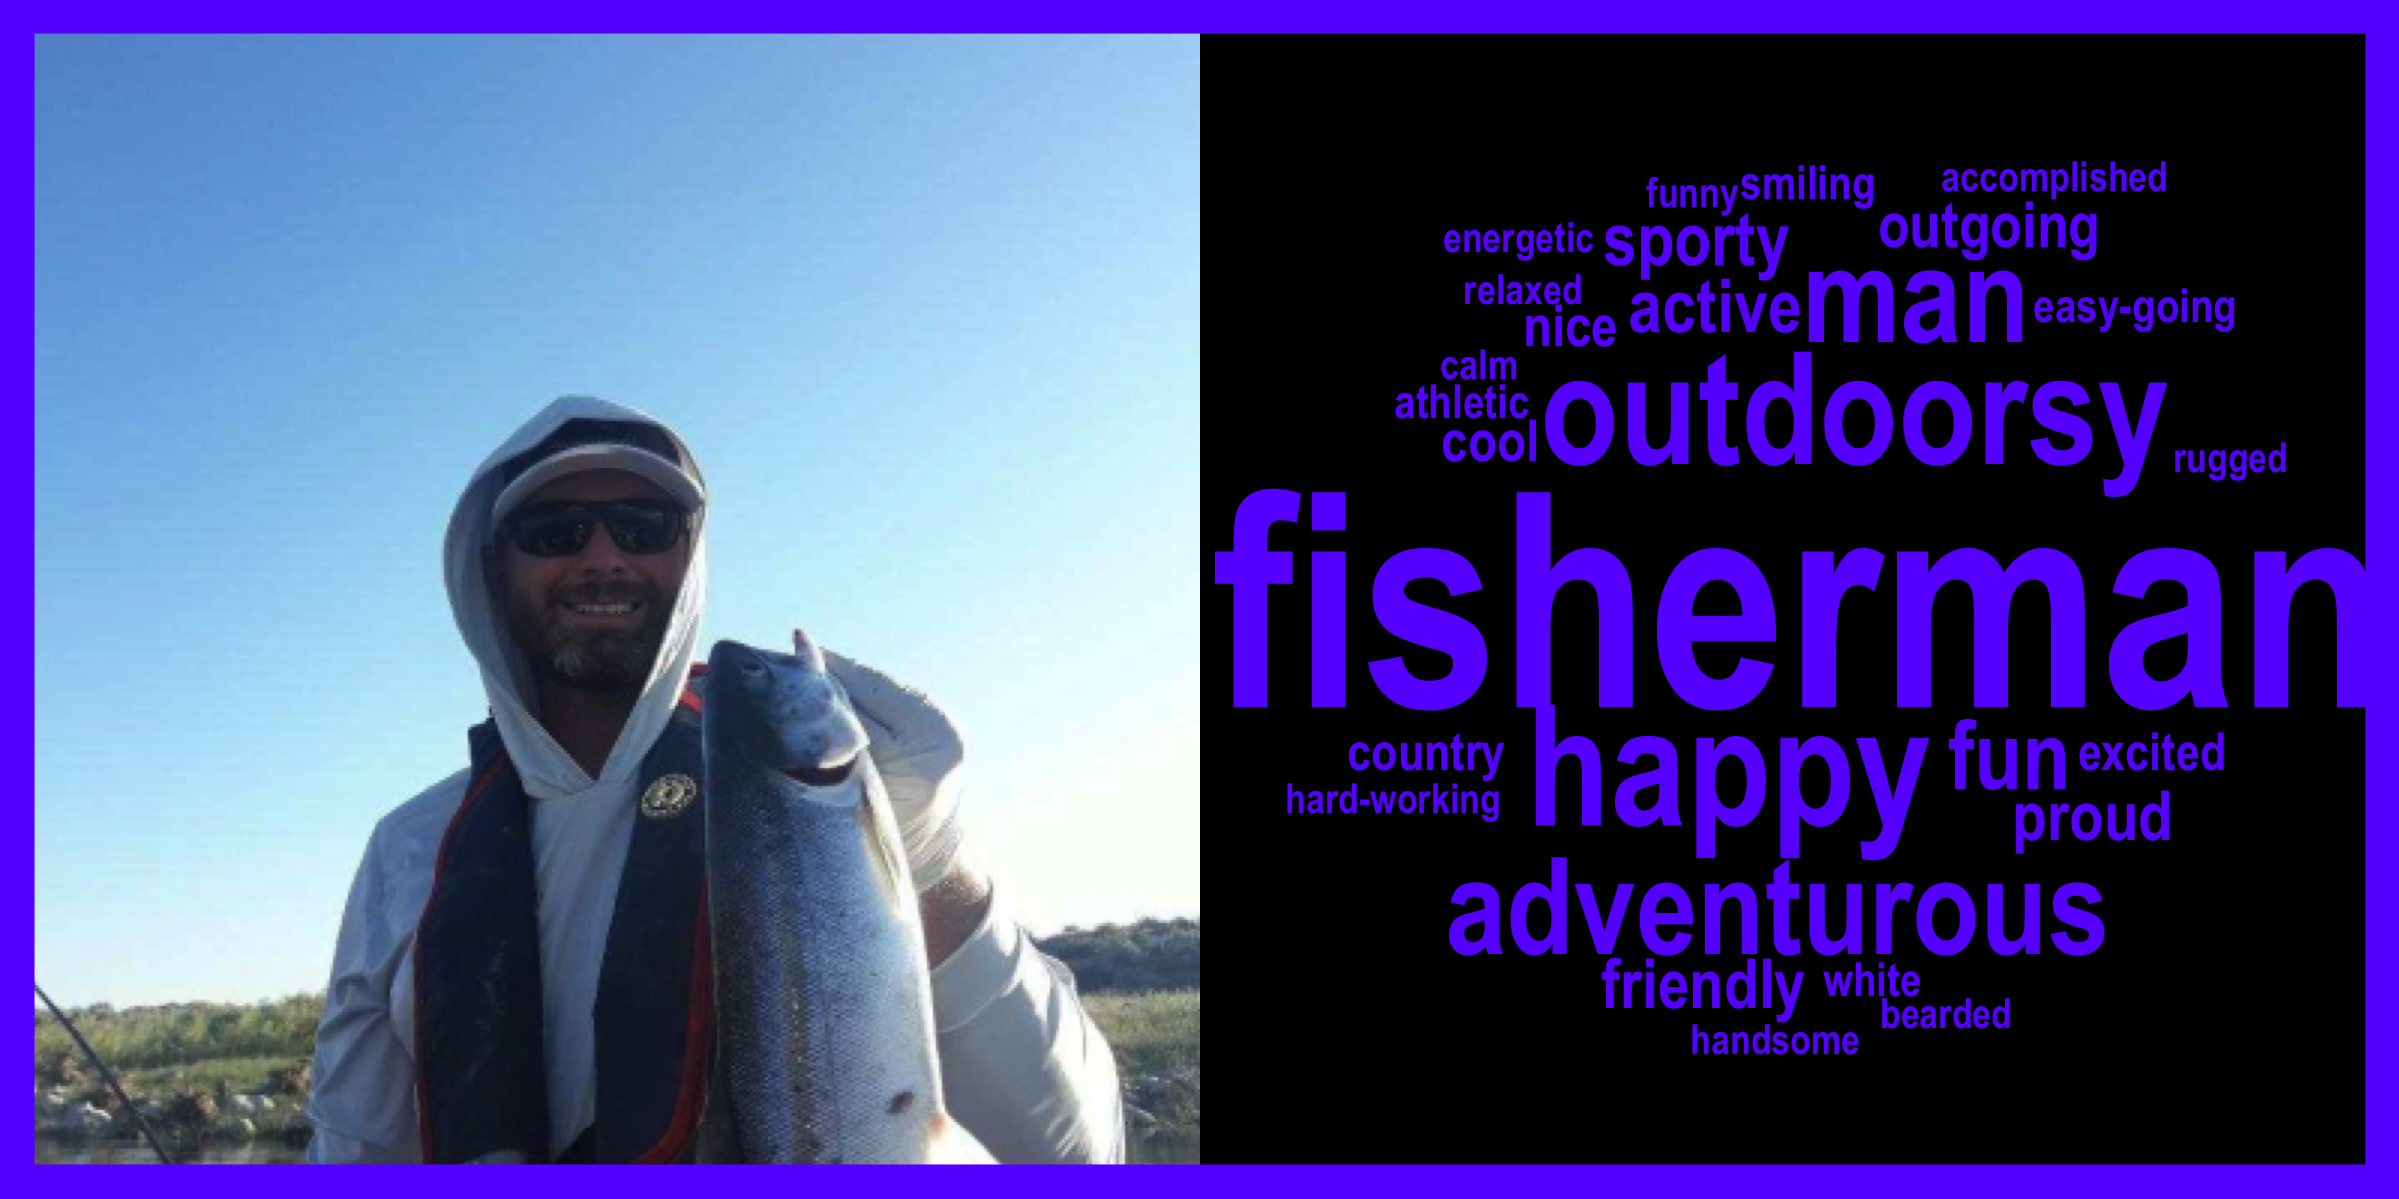 funny smiling accomplished
energetic sporty outgoing
relaxed active man easy-going
nice
calm
athletic outdoorsy
cool rugged
fisherman
country happy fun excited
hard-working proud
adventurous
friendly white
bearded
handsome